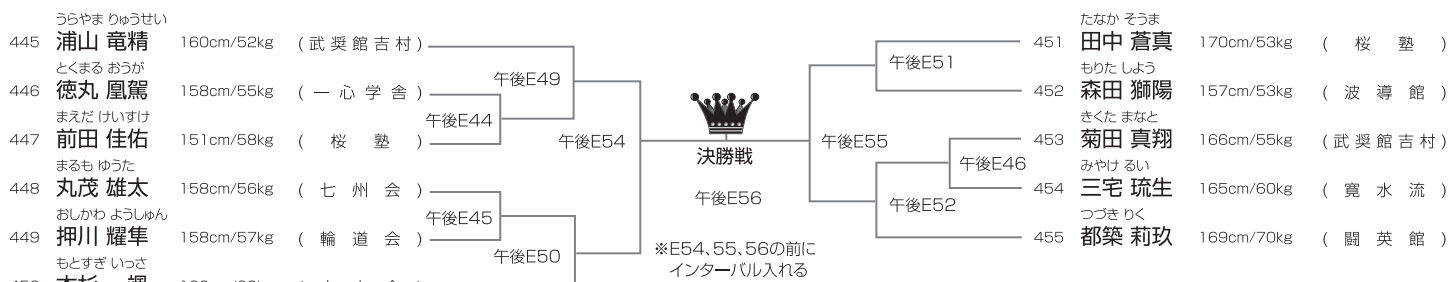 うらやま りゅうせい
445 浦山 竜精 160cm/52kg (武奨館吉村)
とくまる おうが
446 徳丸 凰駕 158cm/55kg (一心学舎)
まえだ けいすけ
447 前田 佳佑 151cm/58kg (桜塾)
まるも ゆうた
448 丸茂 雄太 158cm/56kg (七州会)
おしかわ ようしゅん
449 押川 耀隼 158cm/57kg (輪道会)
もとすぎ いっさ
午後E49
午後E44
午後E54
午後E45
午後E50
決勝戦
午後E56
※E54、55、56の前に
インターバル入れる
午後E51
午後E55
午後E46
午後E52
たなか そうま
451 田中 蒼真 170cm/53kg (桜塾)
もりた しよう
452 森田 獅陽 157cm/53kg (波導館)
きくた まなと
453 菊田 真翔 166cm/55kg (武奨館吉村)
みやけ るい
454 三宅 琉生 165cm/60kg (寛水流)
つづき りく
455 都築 莉玖 169cm/70kg (闘英館)